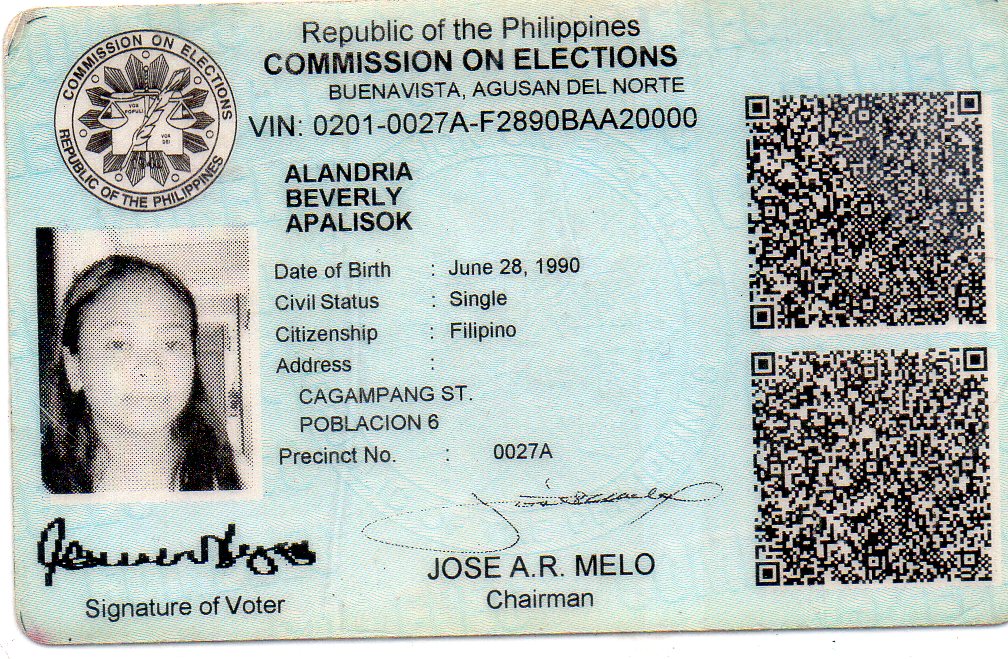 Republic of the Philippines
COMMISSION ON ELECTIONS
BUENAVISTA, AGUSAN DEL NORTE
VIN: 0201-0027A-F2890BAA20000
COMMISSION ON ELECTIONS
REPUBLIC OF THE PHILIPPINES
VOX POPULI
VOX DEI
ALANDRIA
BEVERLY
APALISOK
Date of Birth : June 28, 1990
Civil Status : Single
Citizenship : Filipino
Address :
CAGAMPANG ST.
POBLACION 6
Precinct No. : 0027A
JOSE A.R. MELO
Chairman
Signature of Voter